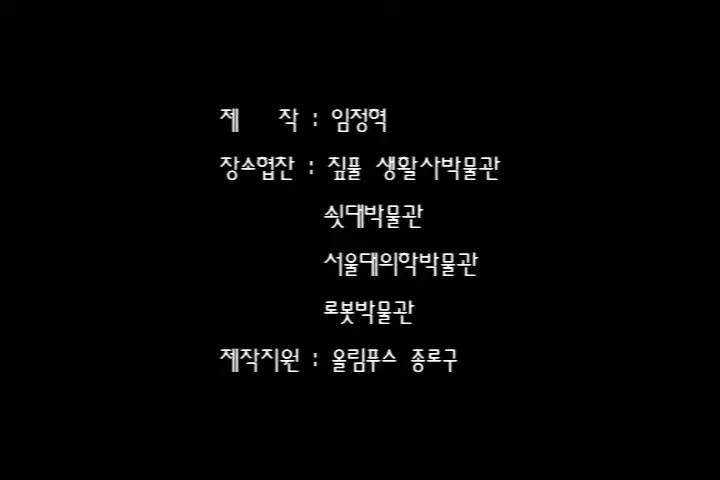 제 작 : 임정혁
장소협찬 : 짚풀 생활사박물관
쇳대박물관
서울대의학박물관
로봇박물관
제작지원 : 올림푸스 종로구